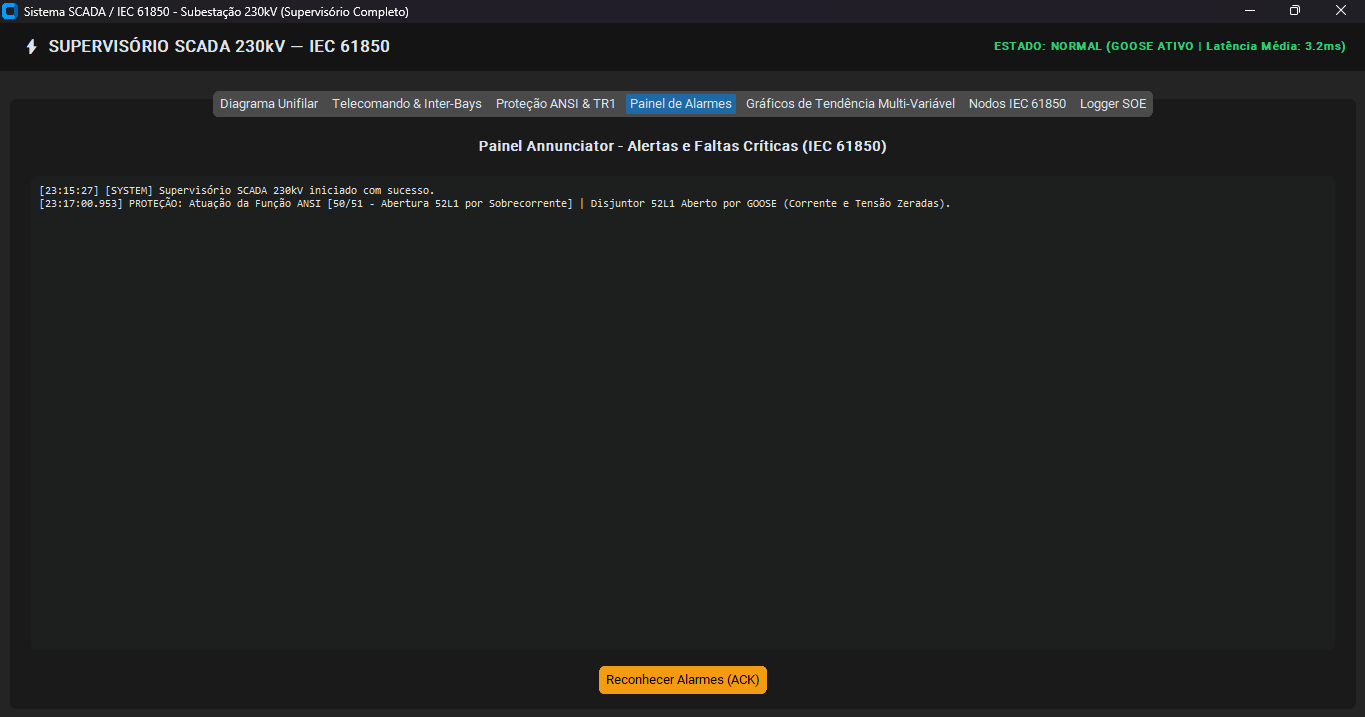 Sistema SCADA / IEC 61850 - Subestação 230kV (Supervisório Completo)
SUPERVISÓRIO SCADA 230kV — IEC 61850
ESTADO: NORMAL (GOOSE ATIVO | Latência Média: 3.2ms)
Diagrama Unifilar Telecomando & Inter-Bays Proteção ANSI & TR1 Painel de Alarmes Gráficos de Tendência Multi-Variável Nodos IEC 61850 Logger SOE
Painel Annunciator - Alertas e Faltas Críticas (IEC 61850)
[23:15:27] [SYSTEM] Supervisório SCADA 230kV iniciado com sucesso.
[23:17:00.953] PROTEÇÃO: Atuação da Função ANSI [50/51 - Abertura 52L1 por Sobrecorrente] | Disjuntor 52L1 Aberto por GOOSE (Corrente e Tensão Zeradas).
Reconhecer Alarmes (ACK)